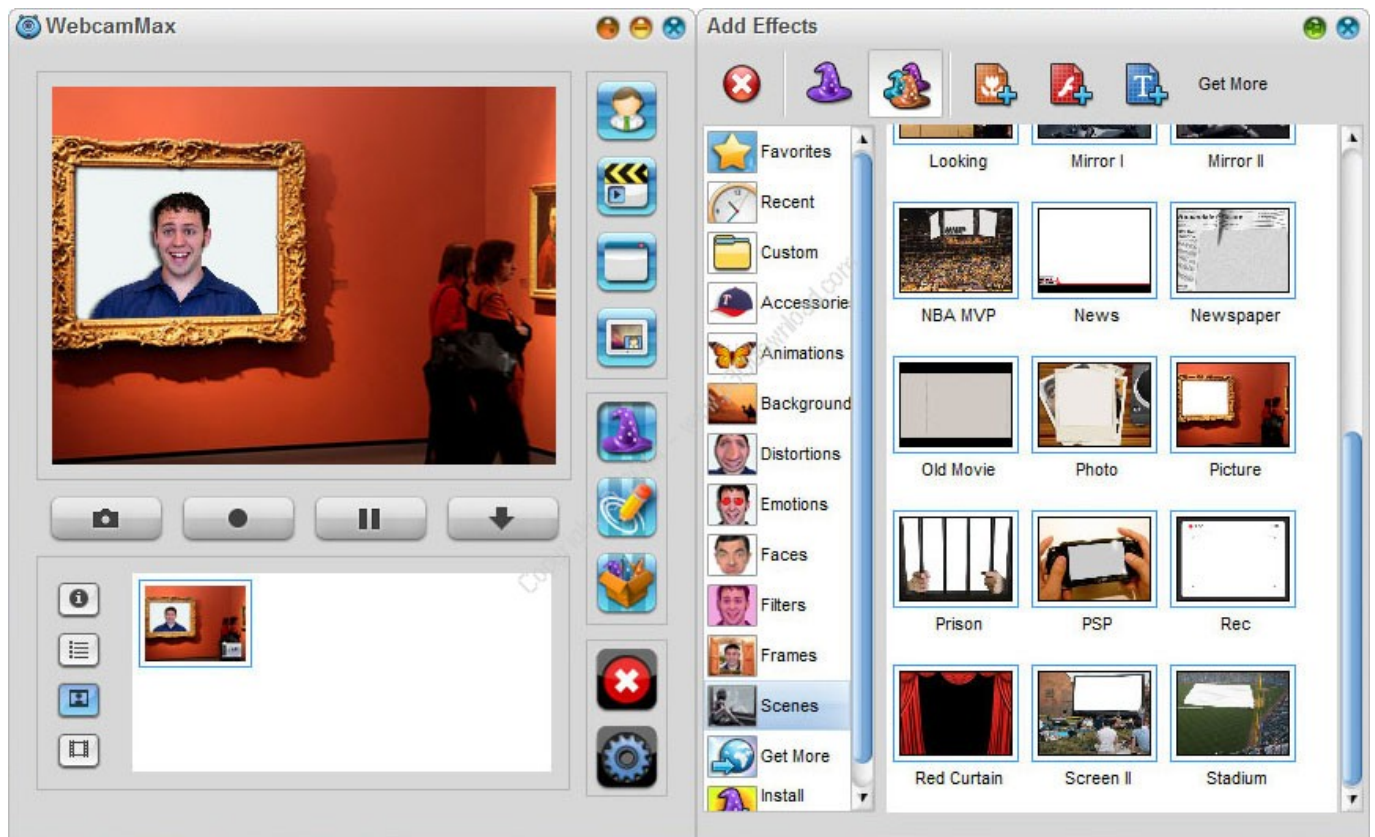 WebcamMax
Add Effects
Get More
Favorites
Recent
Custom
Accessorie
Animations
Background
Distortions
Emotions
Faces
Filters
Frames
Scenes
Get More
Install
Looking
Mirror I
Mirror II
NBA MVP
News
Newspaper
Old Movie
Photo
Picture
Prison
PSP
Rec
Red Curtain
Screen II
Stadium